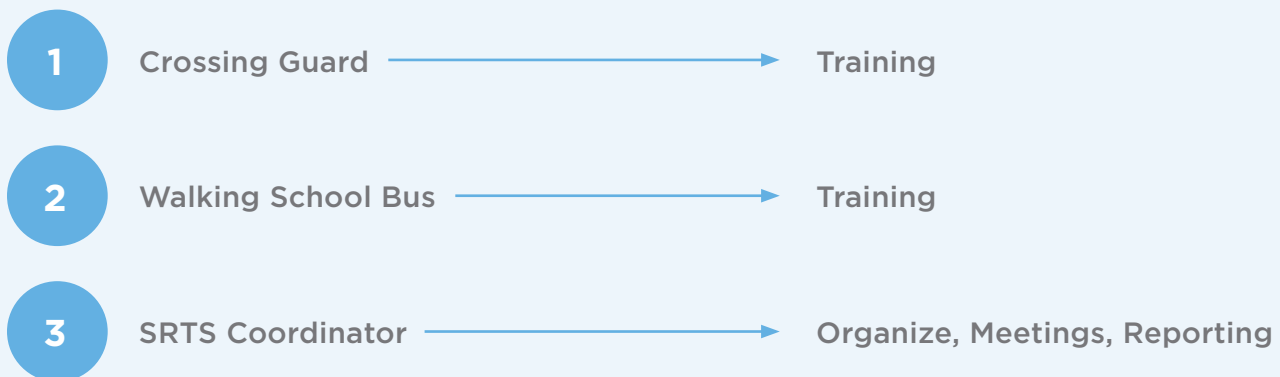 1 Crossing Guard Training
2 Walking School Bus Training
3 SRTS Coordinator Organize, Meetings, Reporting